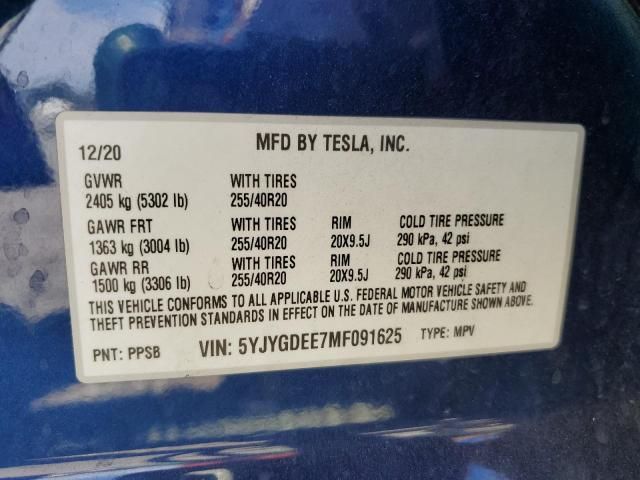 12/20 MFD BY TESLA, INC.
GVWR WITH TIRES
2405 kg (5302 lb) 255/40R20
GAWR FRT WITH TIRES RIM COLD TIRE PRESSURE
1363 kg (3004 lb) 255/40R20 20X9.5J 290 kPa, 42 psi
GAWR RR WITH TIRES RIM COLD TIRE PRESSURE
1500 kg (3306 lb) 255/40R20 20X9.5J 290 kPa, 42 psi
THIS VEHICLE CONFORMS TO ALL APPLICABLE U.S. FEDERAL MOTOR VEHICLE SAFETY AND
THEFT PREVENTION STANDARDS IN EFFECT ON THE DATE OF MANUFACTURE SHOWN ABOVE.
PNT: PPSB VIN: 5YJYGDEE7MF091625 TYPE: MPV